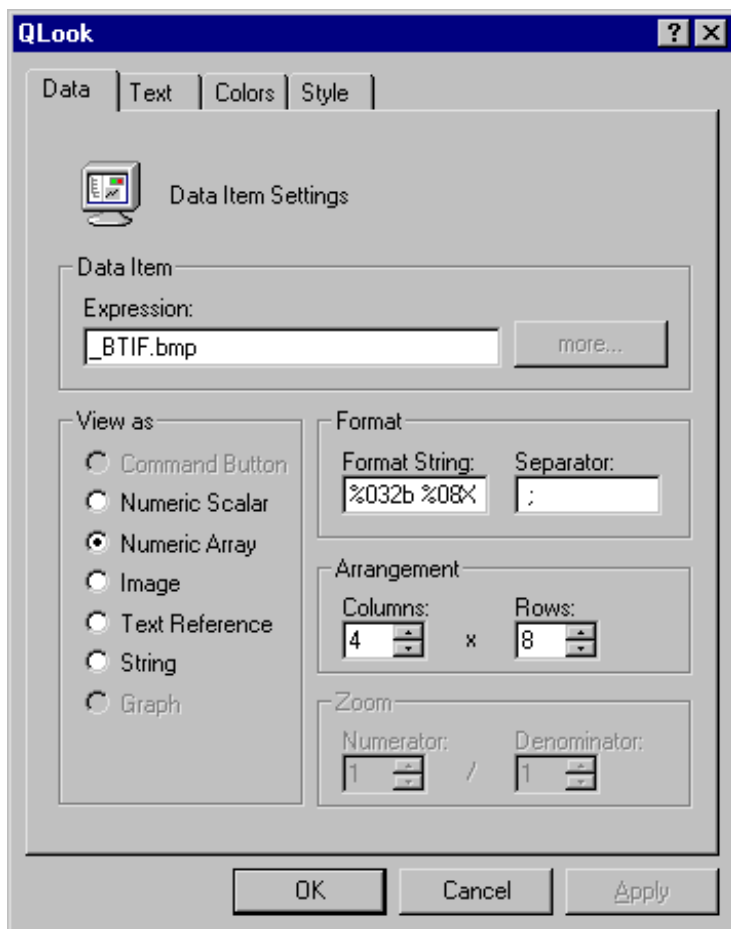 QLook
Data Text Colors Style
Data Item Settings
Data Item
Expression:
_BTIF.bmp
more...
View as
Command Button
Numeric Scalar
Numeric Array
Image
Text Reference
String
Graph
Format
Format String: Separator:
%032b %08X ;
Arrangement
Columns: Rows:
4 x 8
Zoom
Numerator: Denominator:
1 / 1
OK Cancel Apply